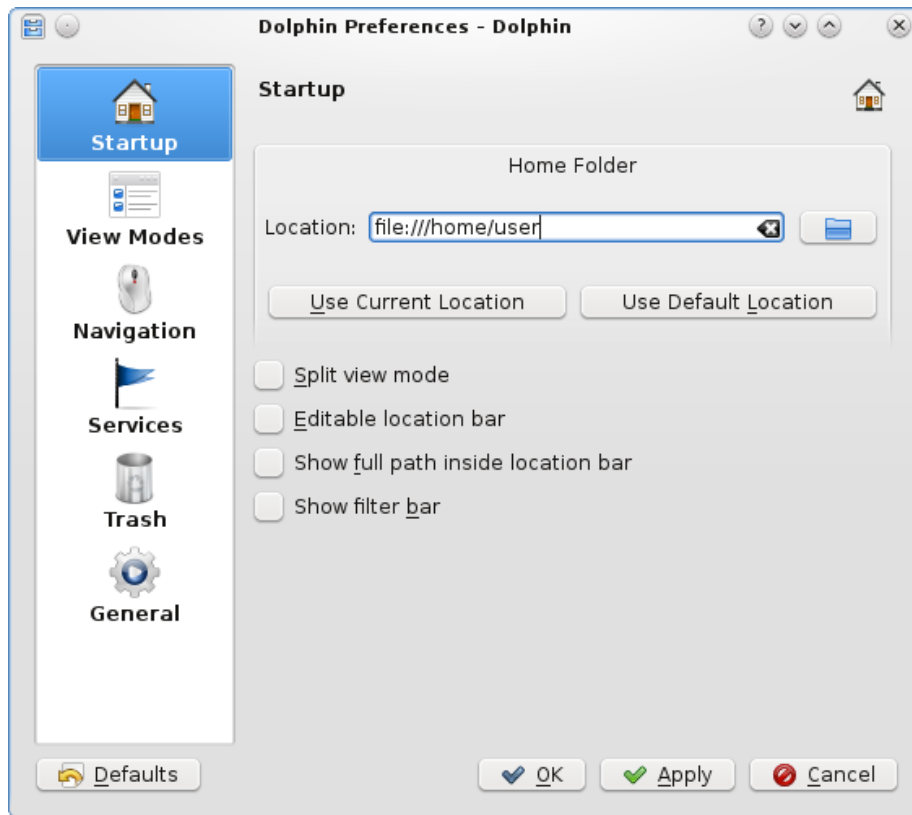 Dolphin Preferences - Dolphin
Startup
View Modes
Navigation
Services
Trash
General
Startup
Home Folder
Location: file:///home/user
Use Current Location Use Default Location
Split view mode
Editable location bar
Show full path inside location bar
Show filter bar
Defaults OK Apply Cancel